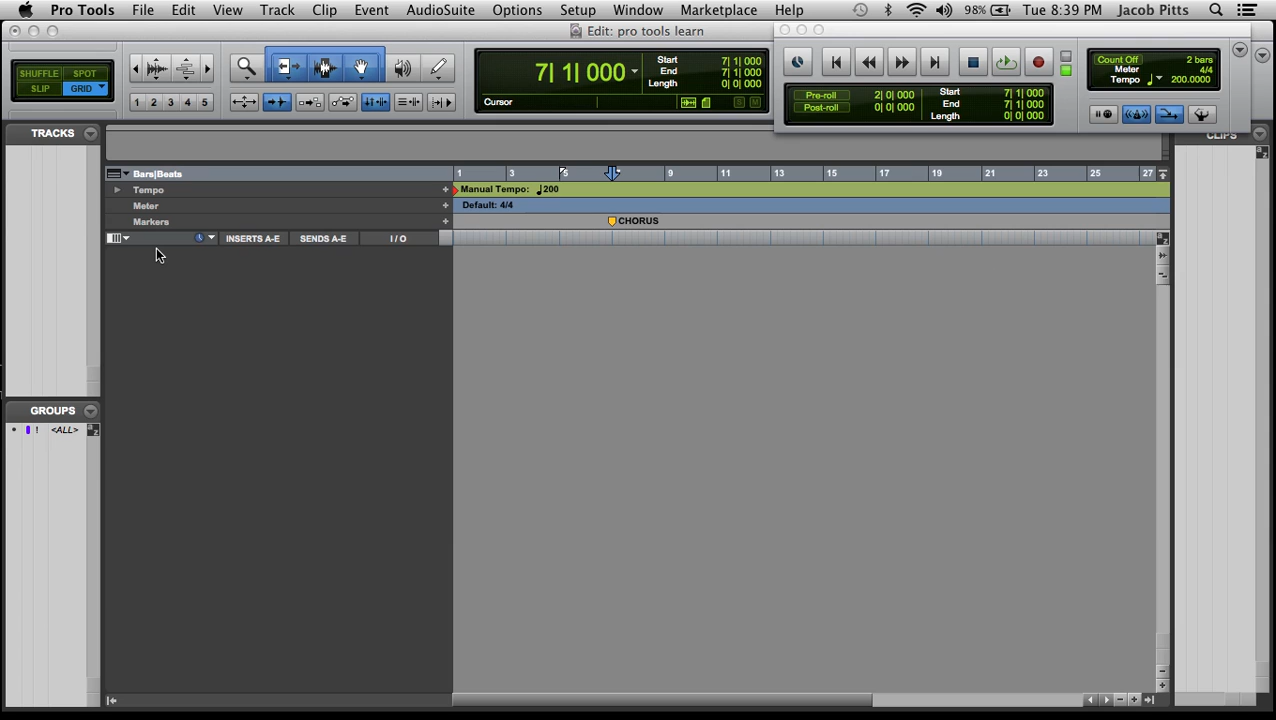 Pro Tools File Edit View Track Clip Event AudioSuite Options Setup Window Marketplace Help 98% Tue 8:39 PM Jacob Pitts
Edit: pro tools learn
SHUFFLE SPOT
SLIP GRID
1 2 3 4 5
7| 1| 000
Start 7| 1| 000
End 7| 1| 000
Length 0| 0| 000
Cursor
Pre-roll 2| 0| 000
Post-roll 0| 0| 000
Start 7| 1| 000
End 7| 1| 000
Length 0| 0| 000
Count Off 2 bars
Meter 4/4
Tempo 200.0000
TRACKS
CLIPS
Bars|Beats 1 3 5 9 11 13 15 17 19 21 23 25 27
Tempo + Manual Tempo: 200
Meter + Default: 4/4
Markers + CHORUS
INSERTS A-E SENDS A-E I / O
GROUPS
! <ALL>